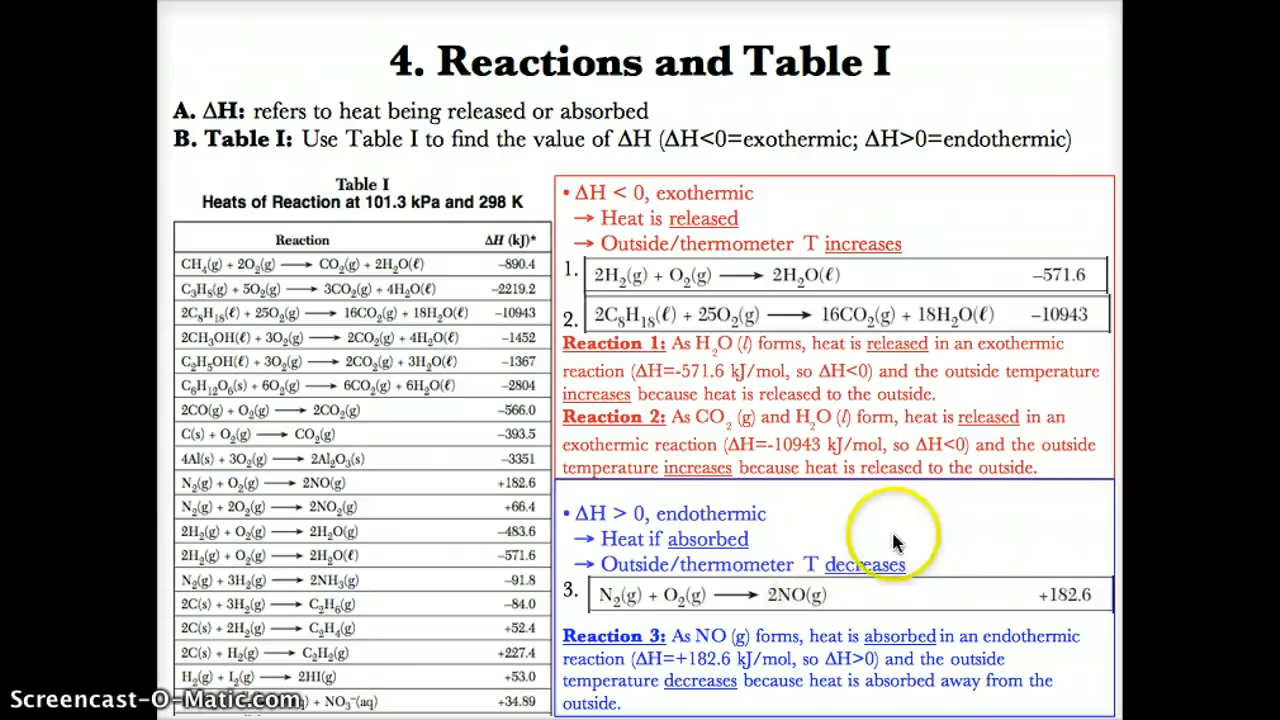 4. Reactions and Table I
A. ΔH: refers to heat being released or absorbed
B. Table I: Use Table I to find the value of ΔH (ΔH<0=exothermic; ΔH>0=endothermic)
Table I
Heats of Reaction at 101.3 kPa and 298 K
Reaction ΔH (kJ)*
CH₄(g) + 2O₂(g) ⟶ CO₂(g) + 2H₂O(ℓ) –890.4
C₃H₈(g) + 5O₂(g) ⟶ 3CO₂(g) + 4H₂O(ℓ) –2219.2
2C₈H₁₈(ℓ) + 25O₂(g) ⟶ 16CO₂(g) + 18H₂O(ℓ) –10943
2CH₃OH(ℓ) + 3O₂(g) ⟶ 2CO₂(g) + 4H₂O(ℓ) –1452
C₂H₅OH(ℓ) + 3O₂(g) ⟶ 2CO₂(g) + 3H₂O(ℓ) –1367
C₆H₁₂O₆(s) + 6O₂(g) ⟶ 6CO₂(g) + 6H₂O(ℓ) –2804
2CO(g) + O₂(g) ⟶ 2CO₂(g) –566.0
C(s) + O₂(g) ⟶ CO₂(g) –393.5
4Al(s) + 3O₂(g) ⟶ 2Al₂O₃(s) –3351
N₂(g) + O₂(g) ⟶ 2NO(g) +182.6
N₂(g) + 2O₂(g) ⟶ 2NO₂(g) +66.4
2H₂(g) + O₂(g) ⟶ 2H₂O(g) –483.6
2H₂(g) + O₂(g) ⟶ 2H₂O(ℓ) –571.6
N₂(g) + 3H₂(g) ⟶ 2NH₃(g) –91.8
2C(s) + 3H₂(g) ⟶ C₂H₆(g) –84.0
2C(s) + 2H₂(g) ⟶ C₂H₄(g) +52.4
2C(s) + H₂(g) ⟶ C₂H₂(g) +227.4
H₂(g) + I₂(g) ⟶ 2HI(g) +53.0
+ NO₃⁻(aq) +34.89
• ΔH < 0, exothermic
→ Heat is released
→ Outside/thermometer T increases
1. 2H₂(g) + O₂(g) ⟶ 2H₂O(ℓ) –571.6
2. 2C₈H₁₈(ℓ) + 25O₂(g) ⟶ 16CO₂(g) + 18H₂O(ℓ) –10943
Reaction 1: As H₂O (l) forms, heat is released in an exothermic
reaction (ΔH=-571.6 kJ/mol, so ΔH<0) and the outside temperature
increases because heat is released to the outside.
Reaction 2: As CO₂ (g) and H₂O (l) form, heat is released in an
exothermic reaction (ΔH=-10943 kJ/mol, so ΔH<0) and the outside
temperature increases because heat is released to the outside.
• ΔH > 0, endothermic
→ Heat if absorbed
→ Outside/thermometer T decreases
3. N₂(g) + O₂(g) ⟶ 2NO(g) +182.6
Reaction 3: As NO (g) forms, heat is absorbed in an endothermic
reaction (ΔH=+182.6 kJ/mol, so ΔH>0) and the outside
temperature decreases because heat is absorbed away from the
outside.
Screencast-O-Matic.com